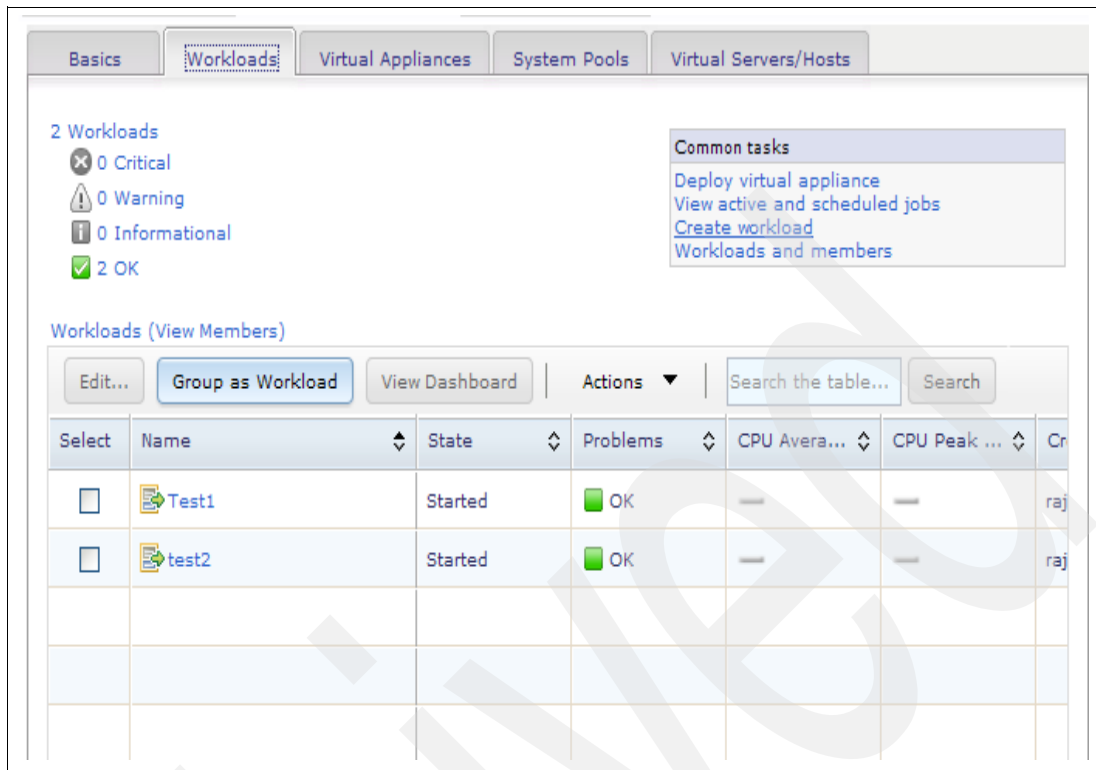 Basics Workloads Virtual Appliances System Pools Virtual Servers/Hosts
2 Workloads
0 Critical
0 Warning
0 Informational
2 OK
Common tasks
Deploy virtual appliance
View active and scheduled jobs
Create workload
Workloads and members
Workloads (View Members)
Edit... Group as Workload View Dashboard Actions Search the table... Search
Select Name State Problems CPU Avera... CPU Peak ... Cr
Test1 Started OK — — raj
test2 Started OK — — raj